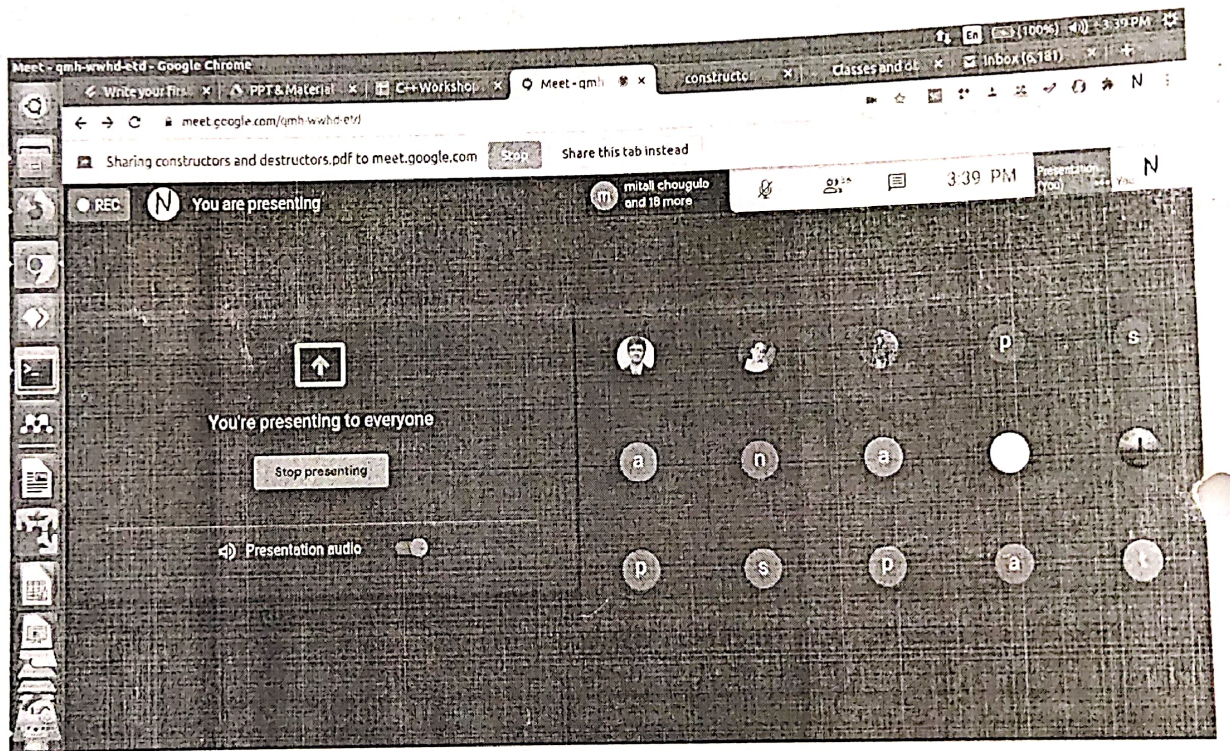 En (100%) 3:39 PM
Meet - qmh-wwhd-etd - Google Chrome
Write your firs
PPT & Material
C++ Workshop
Meet - qmh
constructo
Classes and ob
Inbox (6,181)
meet.google.com/qmh-wwhd-etd
N
Sharing constructors and destructors.pdf to meet.google.com
Stop
Share this tab instead
REC
N
You are presenting
m
mitali chougulo
and 18 more
3:39 PM
Presentation
(You)
You
N
p
s
You're presenting to everyone
Stop presenting
a
n
a
Presentation audio
p
s
p
a
t